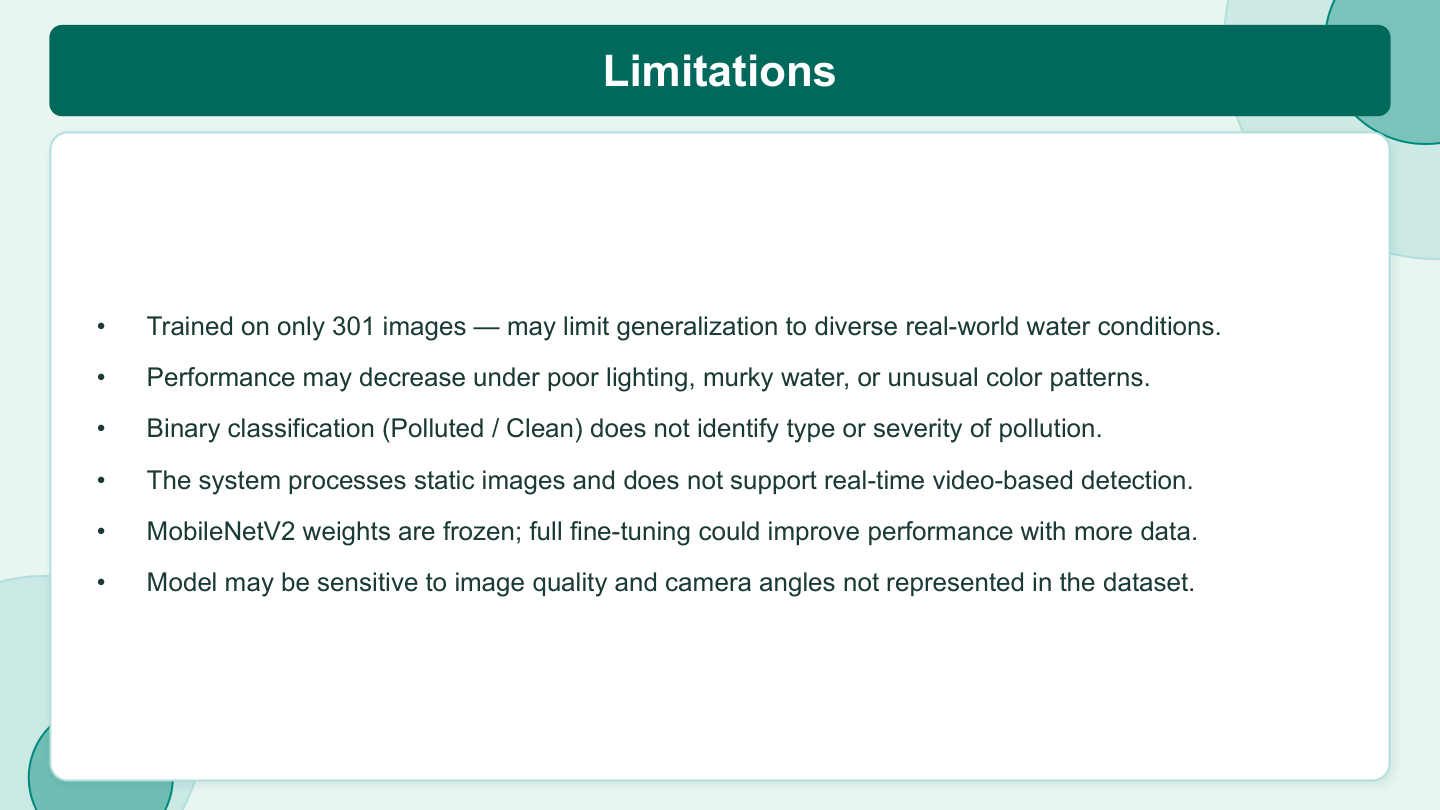 Limitations
• Trained on only 301 images — may limit generalization to diverse real-world water conditions.
• Performance may decrease under poor lighting, murky water, or unusual color patterns.
• Binary classification (Polluted / Clean) does not identify type or severity of pollution.
• The system processes static images and does not support real-time video-based detection.
• MobileNetV2 weights are frozen; full fine-tuning could improve performance with more data.
• Model may be sensitive to image quality and camera angles not represented in the dataset.